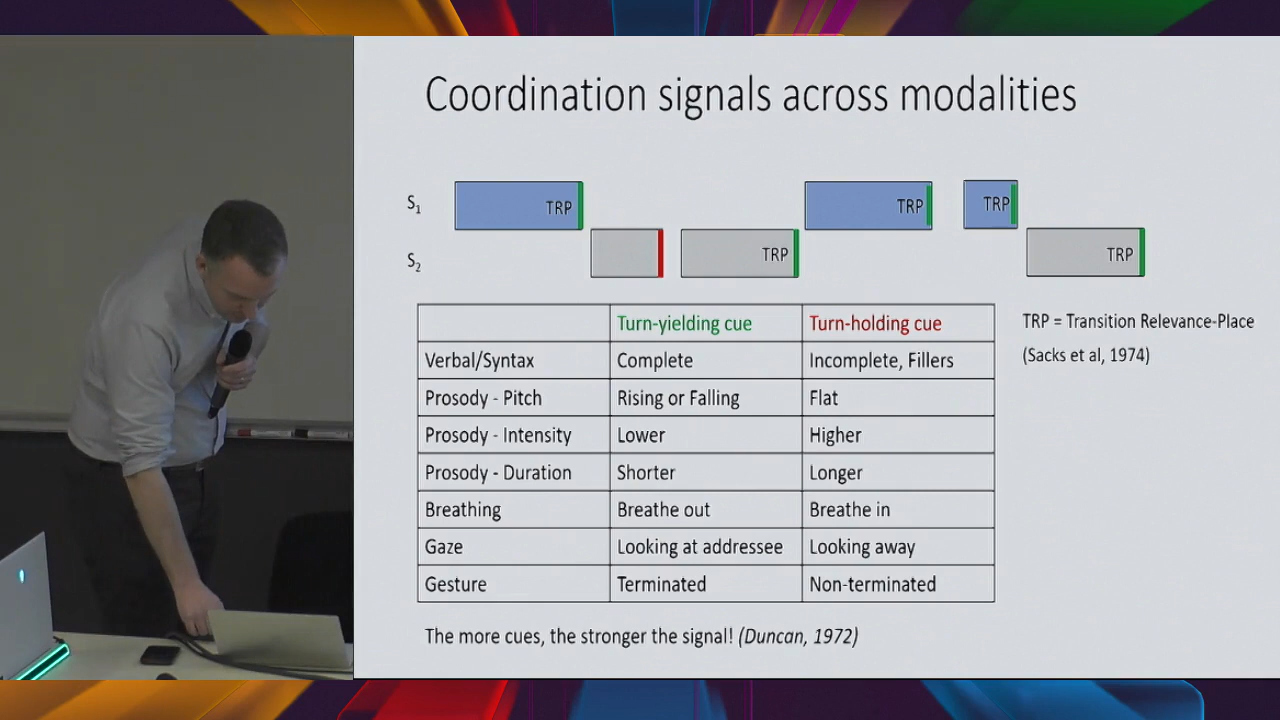 Coordination signals across modalities
S1
TRP
TRP
TRP
S2
TRP
TRP
Turn-yielding cue
Turn-holding cue
Verbal/Syntax
Complete
Incomplete, Fillers
Prosody - Pitch
Rising or Falling
Flat
Prosody - Intensity
Lower
Higher
Prosody - Duration
Shorter
Longer
Breathing
Breathe out
Breathe in
Gaze
Looking at addressee
Looking away
Gesture
Terminated
Non-terminated
TRP = Transition Relevance-Place
(Sacks et al, 1974)
The more cues, the stronger the signal! (Duncan, 1972)